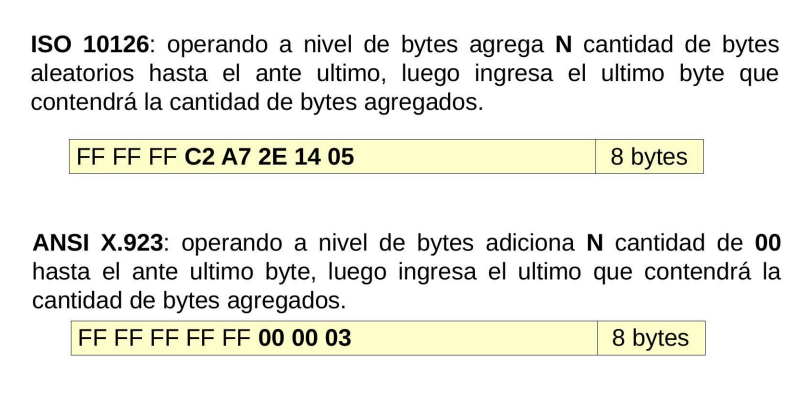 ISO 10126: operando a nivel de bytes agrega N cantidad de bytes
aleatorios hasta el ante ultimo, luego ingresa el ultimo byte que
contendrá la cantidad de bytes agregados.
FF FF FF C2 A7 2E 14 05 8 bytes
ANSI X.923: operando a nivel de bytes adiciona N cantidad de 00
hasta el ante ultimo byte, luego ingresa el ultimo que contendrá la
cantidad de bytes agregados.
FF FF FF FF FF 00 00 03 8 bytes